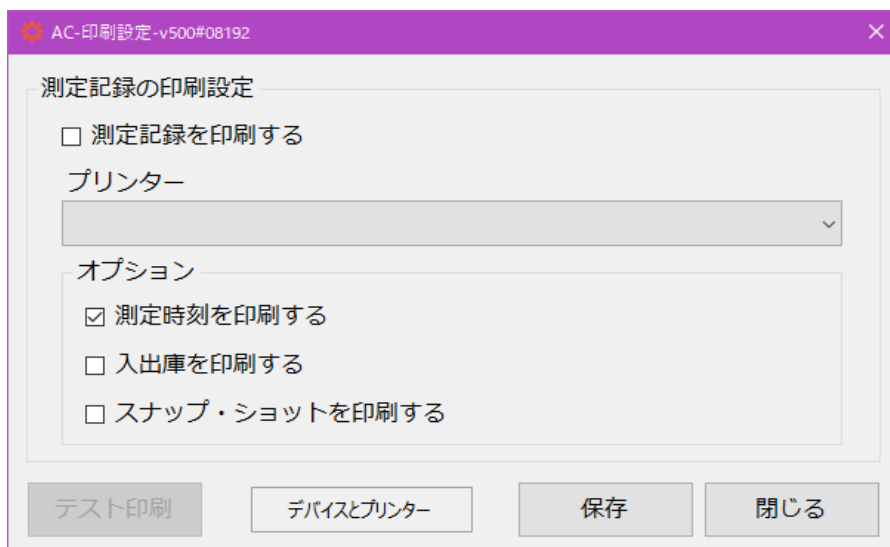 AC-印刷設定-v500#08192
測定記録の印刷設定
測定記録を印刷する
プリンター
オプション
測定時刻を印刷する
入出庫を印刷する
スナップ・ショットを印刷する
テスト印刷 デバイスとプリンター 保存 閉じる